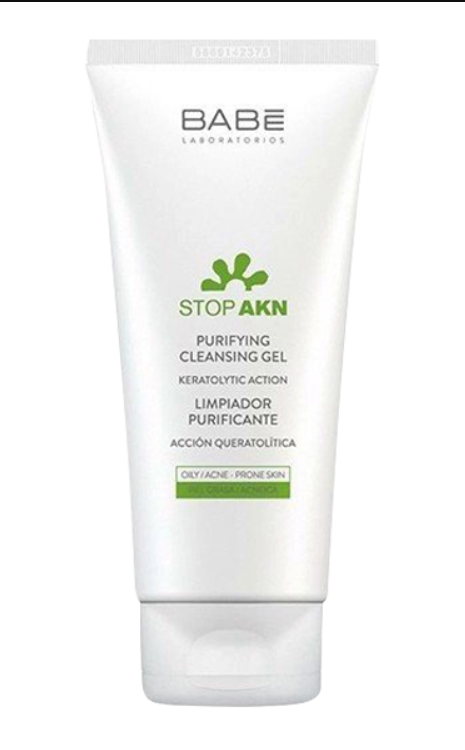 BABĒ
LABORATORIOS
STOP AKN
PURIFYING
CLEANSING GEL
KERATOLYTIC ACTION
LIMPIADOR
PURIFICANTE
ACCIÓN QUERATOLÍTICA
OILY / ACNE - PRONE SKIN
PIEL GRASA / ACNEICA